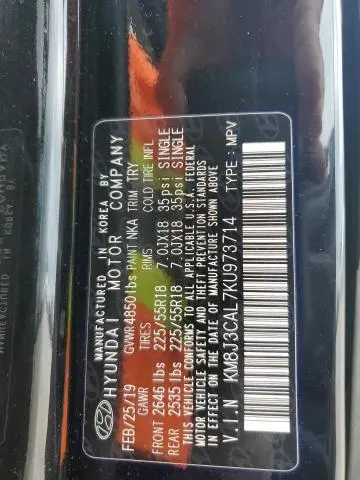 MANUFACTURED IN KOREA BY
HYUNDAI MOTOR COMPANY
FEB/25/19 GVWR 4850 lbs PAINT NKA TRIM TRY
GAWR TIRES RIMS COLD TIRE INFL
FRONT 2646 lbs 225/55R18 7.0JX18 35psi SINGLE
REAR 2535 lbs 225/55R18 7.0JX18 35psi SINGLE
THIS VEHICLE CONFORMS TO ALL APPLICABLE U.S.A. FEDERAL
MOTOR VEHICLE SAFETY AND THEFT PREVENTION STANDARDS
IN EFFECT ON THE DATE OF MANUFACTURE SHOWN ABOVE.
V.I.N KM8J3CAL7KU973714 TYPE: MPV